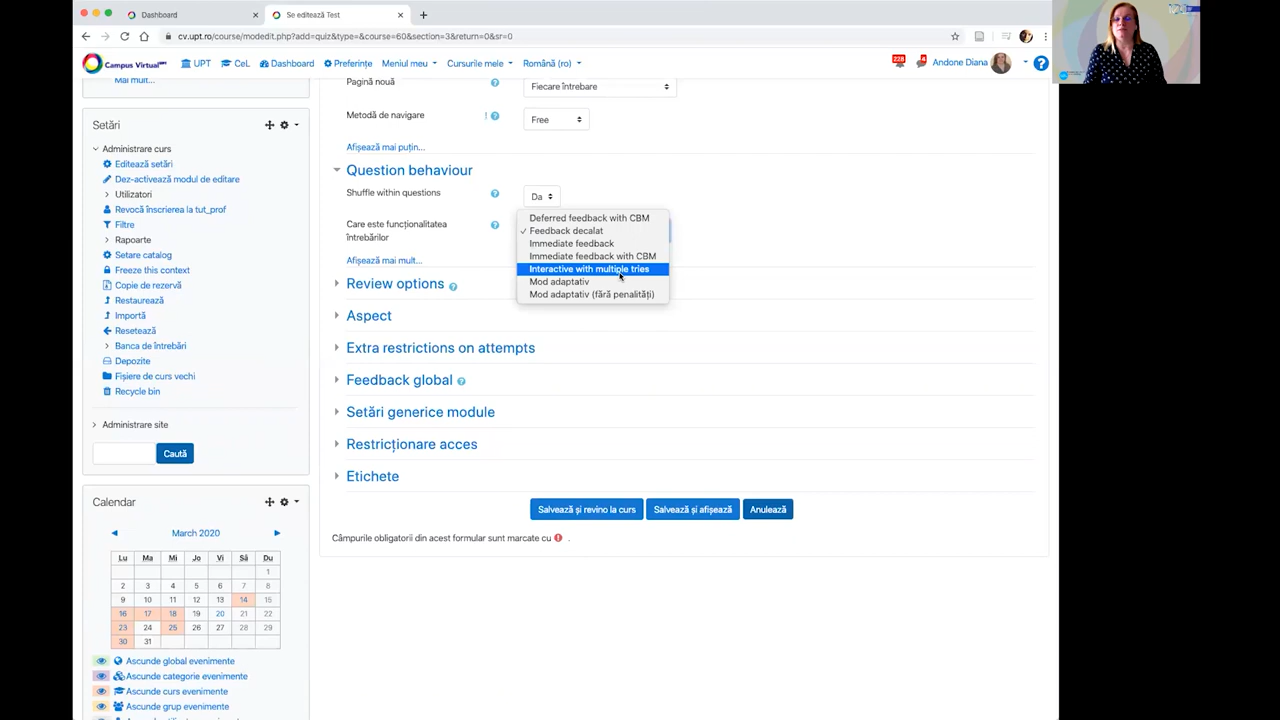 Dashboard
Se editează Test
cv.upt.ro/course/modedit.php?add=quiz&type=&course=60&section=3&return=0&sr=0
Campus Virtual UPT CeL Dashboard Preferințe Meniul meu Cursurile mele Română (ro) 228 Andone Diana
Mai mult...
Setări
Administrare curs
Editează setări
Dez-activează modul de editare
Utilizatori
Revocă înscrierea la tut_prof
Filtre
Rapoarte
Setare catalog
Freeze this context
Copie de rezervă
Restaurează
Importă
Resetează
Banca de întrebări
Depozite
Fișiere de curs vechi
Recycle bin
Administrare site
Caută
Calendar
March 2020
Lu Ma Mi Jo Vi Sâ Du
1
2 3 4 5 6 7 8
9 10 11 12 13 14 15
16 17 18 19 20 21 22
23 24 25 26 27 28 29
30 31
Ascunde global evenimente
Ascunde categorie evenimente
Ascunde curs evenimente
Ascunde grup evenimente
Pagină nouă
Fiecare întrebare
Metodă de navigare
Free
Afișează mai puțin...
Question behaviour
Shuffle within questions
Da
Care este funcționalitatea
întrebărilor
Deferred feedback with CBM
✓ Feedback decalat
Immediate feedback
Immediate feedback with CBM
Interactive with multiple tries
Mod adaptativ
Mod adaptativ (fără penalități)
Afișează mai mult...
Review options
Aspect
Extra restrictions on attempts
Feedback global
Setări generice module
Restricționare acces
Etichete
Salvează și revino la curs
Salvează și afișează
Anulează
Câmpurile obligatorii din acest formular sunt marcate cu .